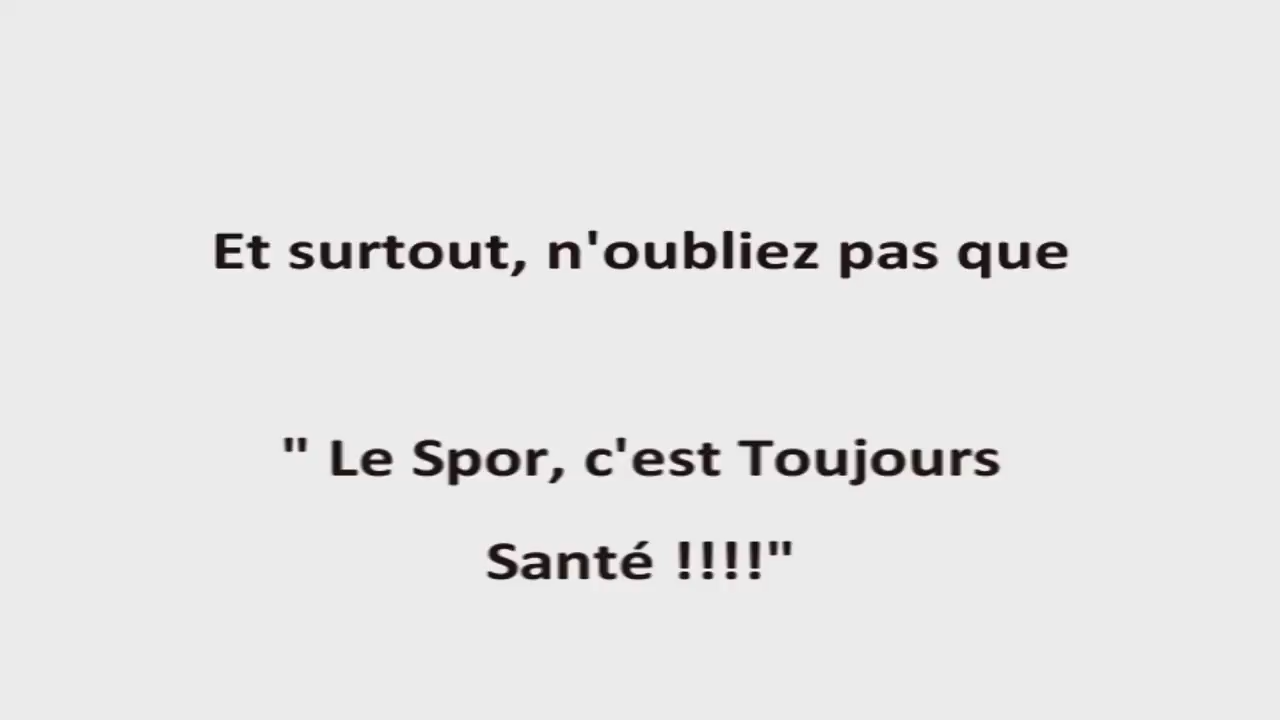 Et surtout, n'oubliez pas que
" Le Spor, c'est Toujours
Santé !!!!"